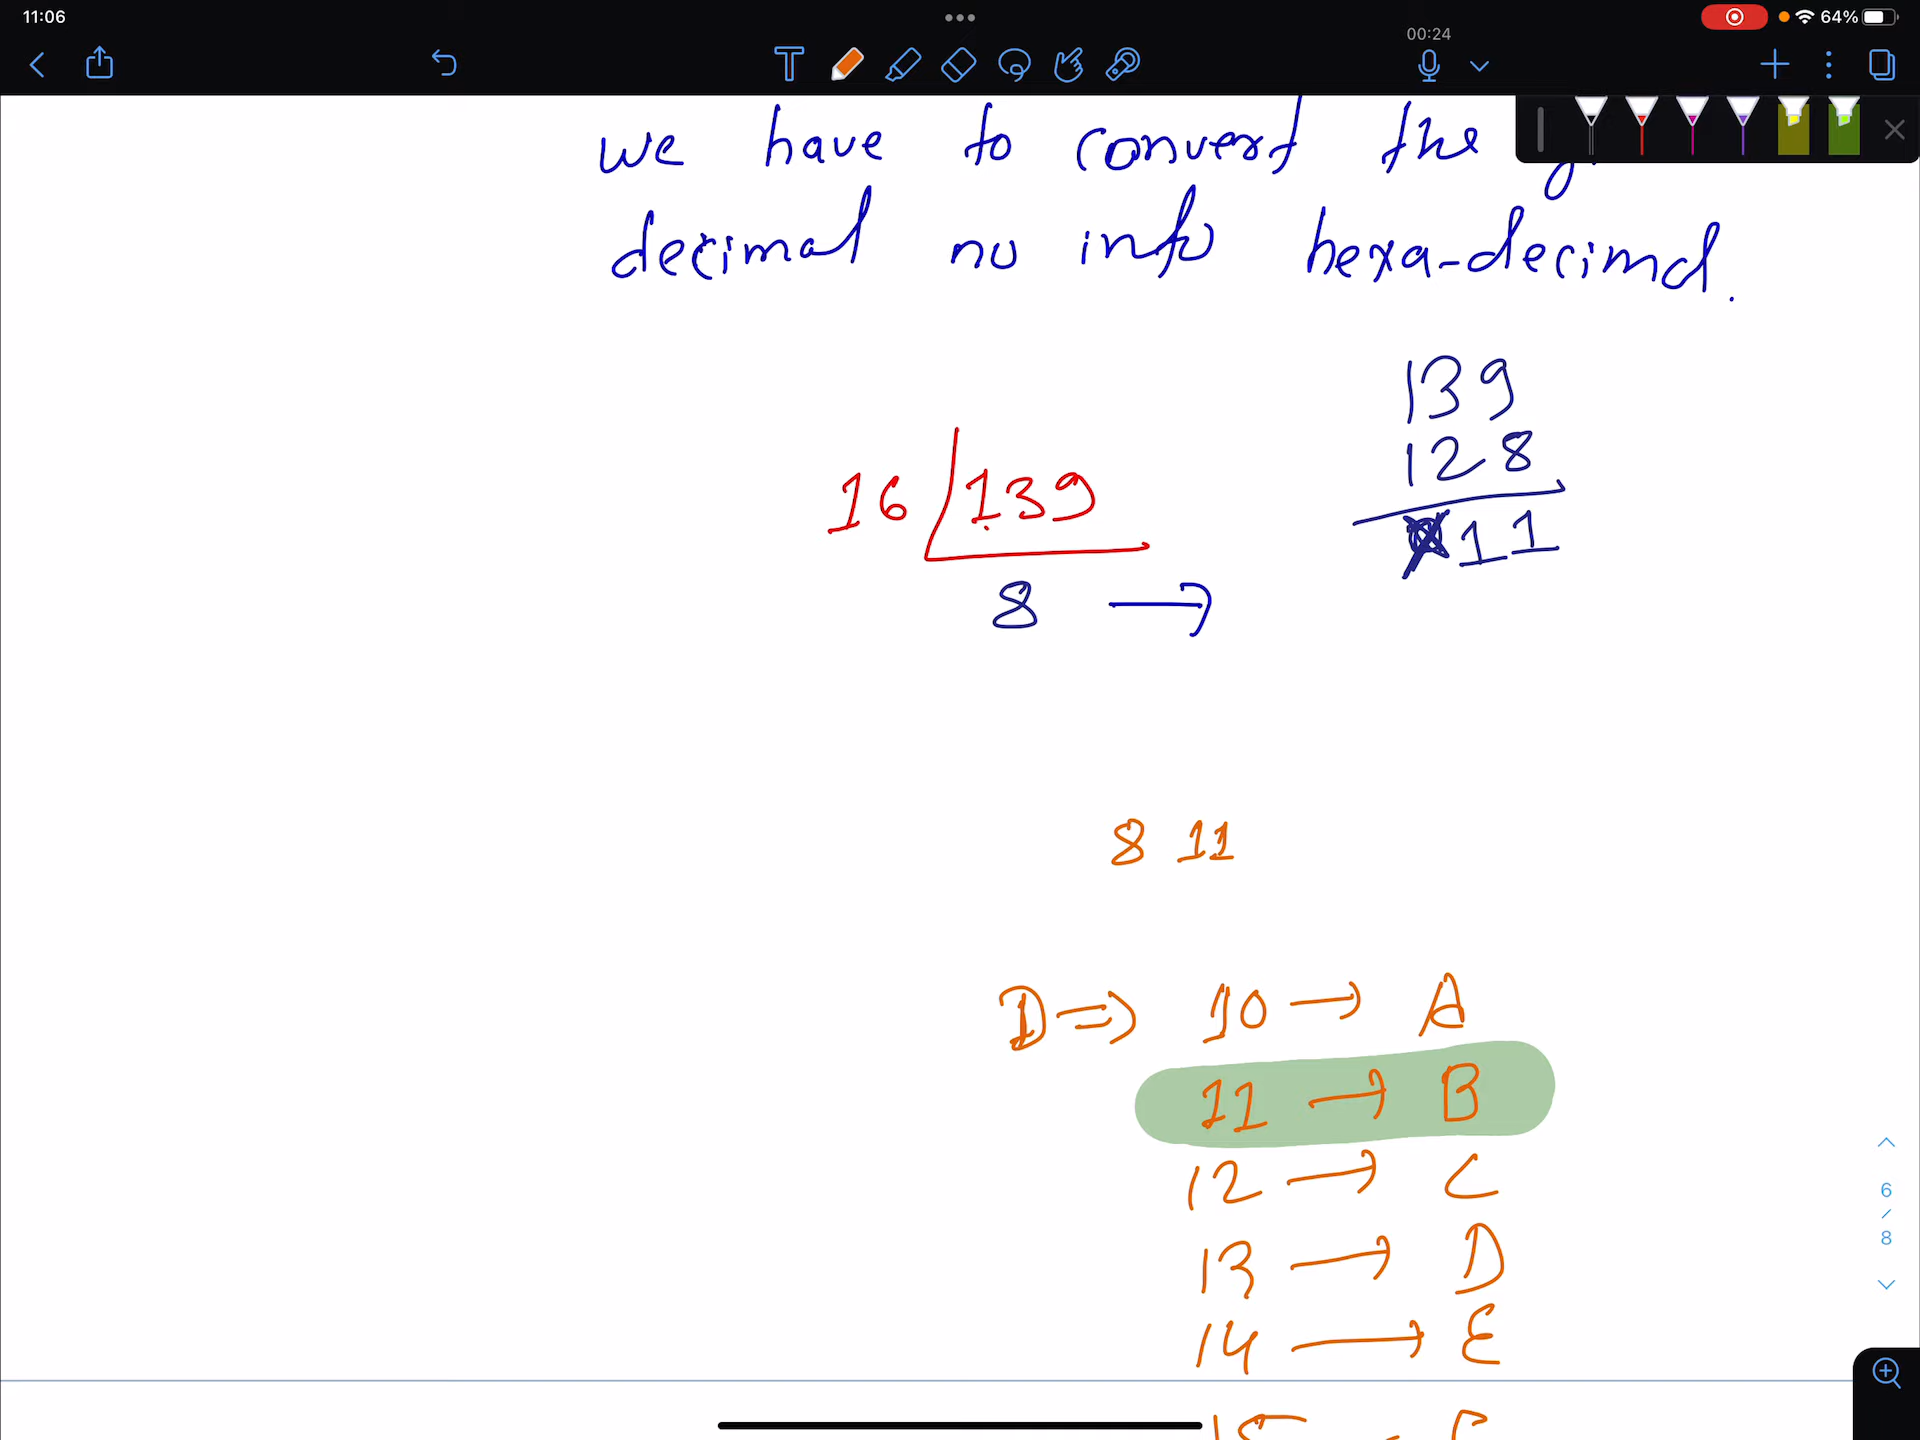 11:06
64%
00:24
we have to convert the
decimal no into hexa-decimal.
139
128
11
16 139
8 →
8 11
D ⇒ 10 → A
11 → B
12 → C
13 → D
14 → E
6
/
8